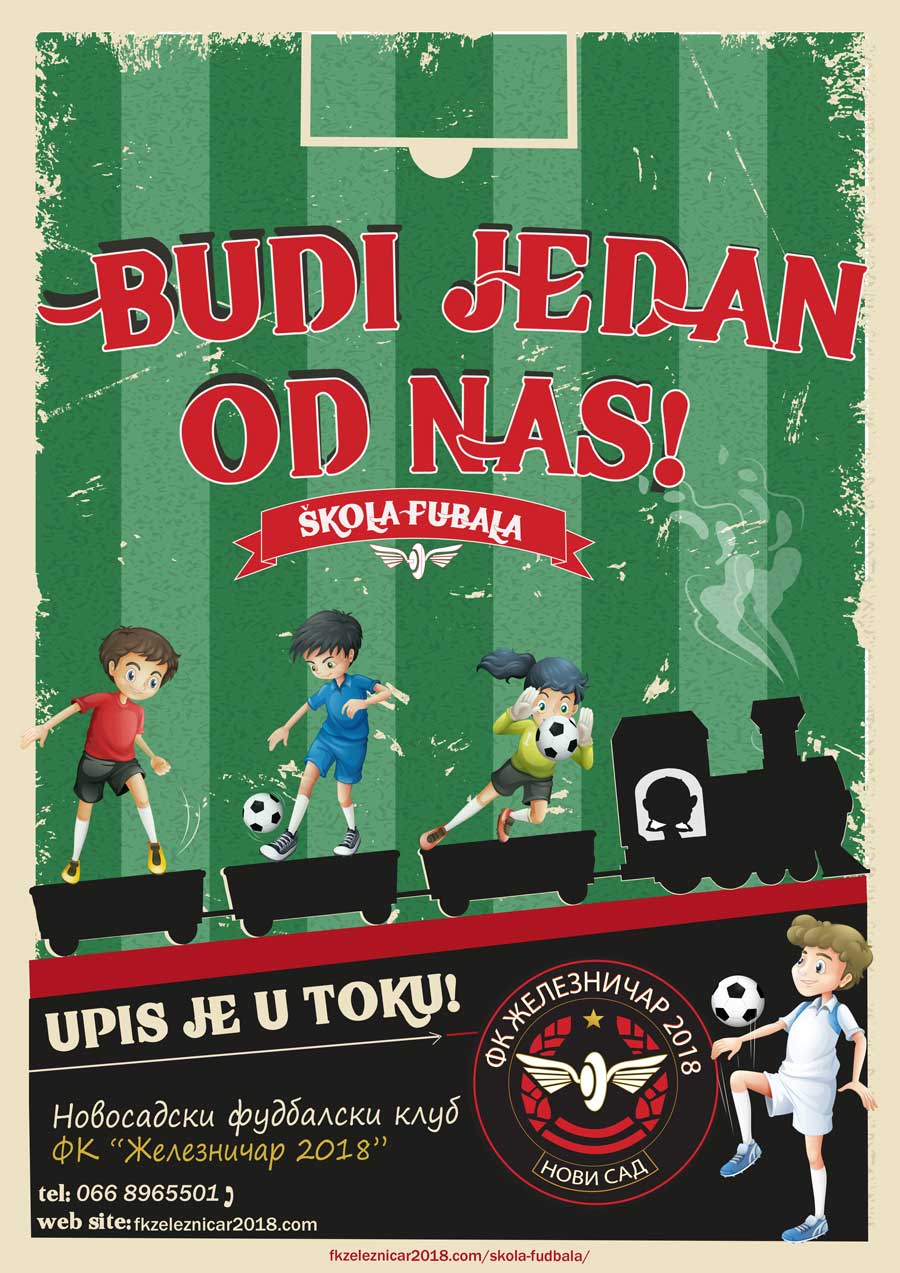 BUDI JEDAN
OD NAS!
ŠKOLA FUBALA
UPIS JE U TOKU!
ФК ЖЕЛЕЗНИЧАР 2018
НОВИ САД
Новосадски фудбалски клуб
ФК “Железничар 2018”
tel: 066 8965501
web site: fkzeleznicar2018.com
fkzeleznicar2018.com/skola-fudbala/